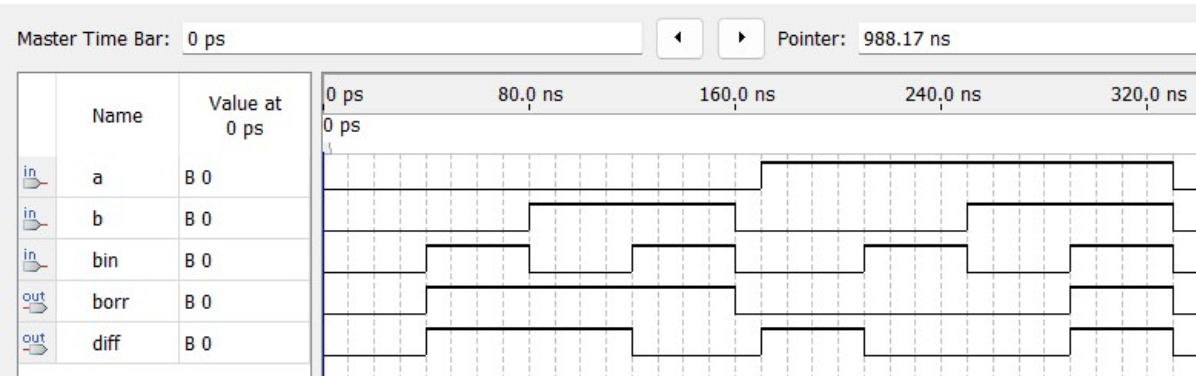 Master Time Bar: 0 ps Pointer: 988.17 ns
Name Value at 0 ps
0 ps 80.0 ns 160.0 ns 240.0 ns 320.0 ns
0 ps
in a B 0
in b B 0
in bin B 0
out borr B 0
out diff B 0